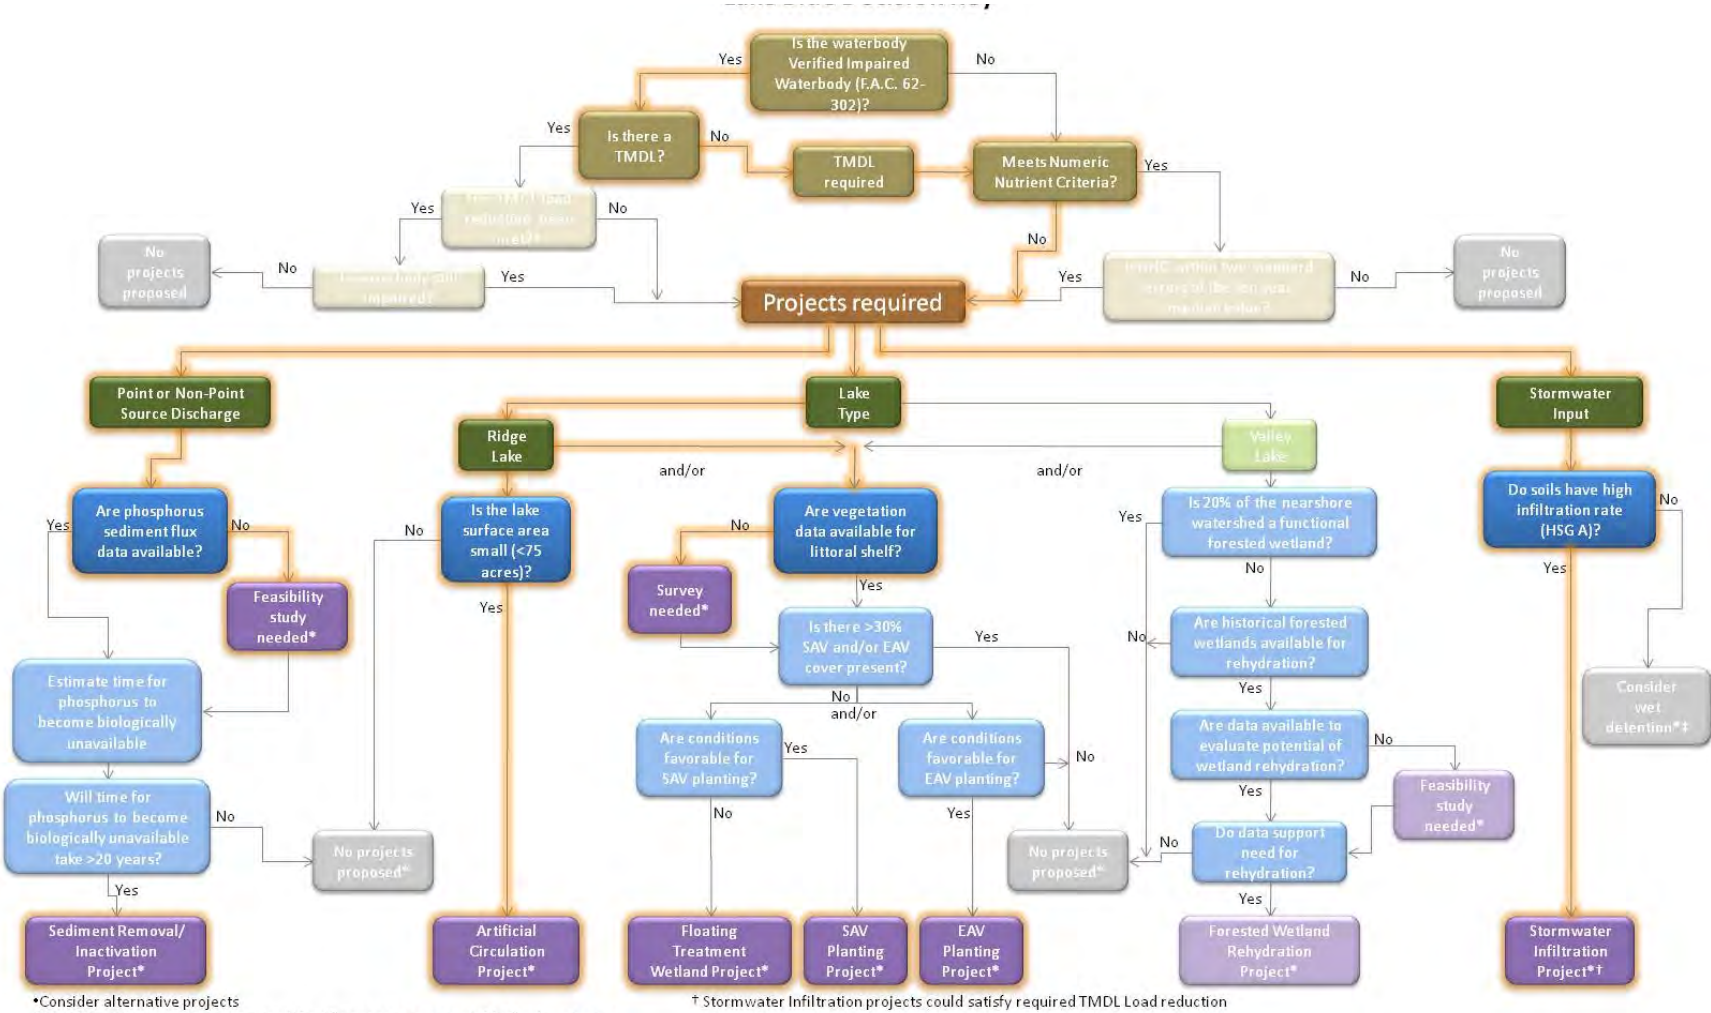 Is the waterbody
Verified Impaired
Waterbody (F.A.C. 62-
302)?
Yes
No
Is there a
TMDL?
Yes
No
TMDL
required
Meets Numeric
Nutrient Criteria?
Yes
No
load
met?
Yes
No
No
projects
proposed
No
impaired?
Yes
Projects required
Yes
within two standard
errors of the ten year
No
No
projects
proposed
Point or Non-Point
Source Discharge
Lake
Type
Stormwater
Input
Ridge
Lake
and/or
and/or
Valley
Lake
Yes
Are phosphorus
sediment flux
data available?
No
No
Is the lake
surface area
small (<75
acres)?
Yes
No
Are vegetation
data available for
littoral shelf?
Yes
Yes
Is 20% of the nearshore
watershed a functional
forested wetland?
No
Do soils have high
infiltration rate
(HSG A)?
No
Yes
Feasibility
study
needed*
Survey
needed*
Is there >30%
SAV and/or EAV
cover present?
Yes
No
and/or
No
Are historical forested
wetlands available for
rehydration?
Yes
Estimate time for
phosphorus to
become biologically
unavailable
Are conditions
favorable for
SAV planting?
Yes
No
Are conditions
favorable for
EAV planting?
No
Yes
Are data available to
evaluate potential of
wetland rehydration?
No
Yes
Consider
wet
detention*‡
Feasibility
study
needed*
Will time for
phosphorus to become
biologically unavailable
take >20 years?
No
Yes
No projects
proposed*
No projects
proposed*
No
Do data support
need for
rehydration?
Yes
Sediment Removal/
Inactivation
Project*
Artificial
Circulation
Project*
Floating
Treatment
Wetland Project*
SAV
Planting
Project*
EAV
Planting
Project*
Forested Wetland
Rehydration
Project*
Stormwater
Infiltration
Project*†
*Consider alternative projects
† Stormwater Infiltration projects could satisfy required TMDL Load reduction